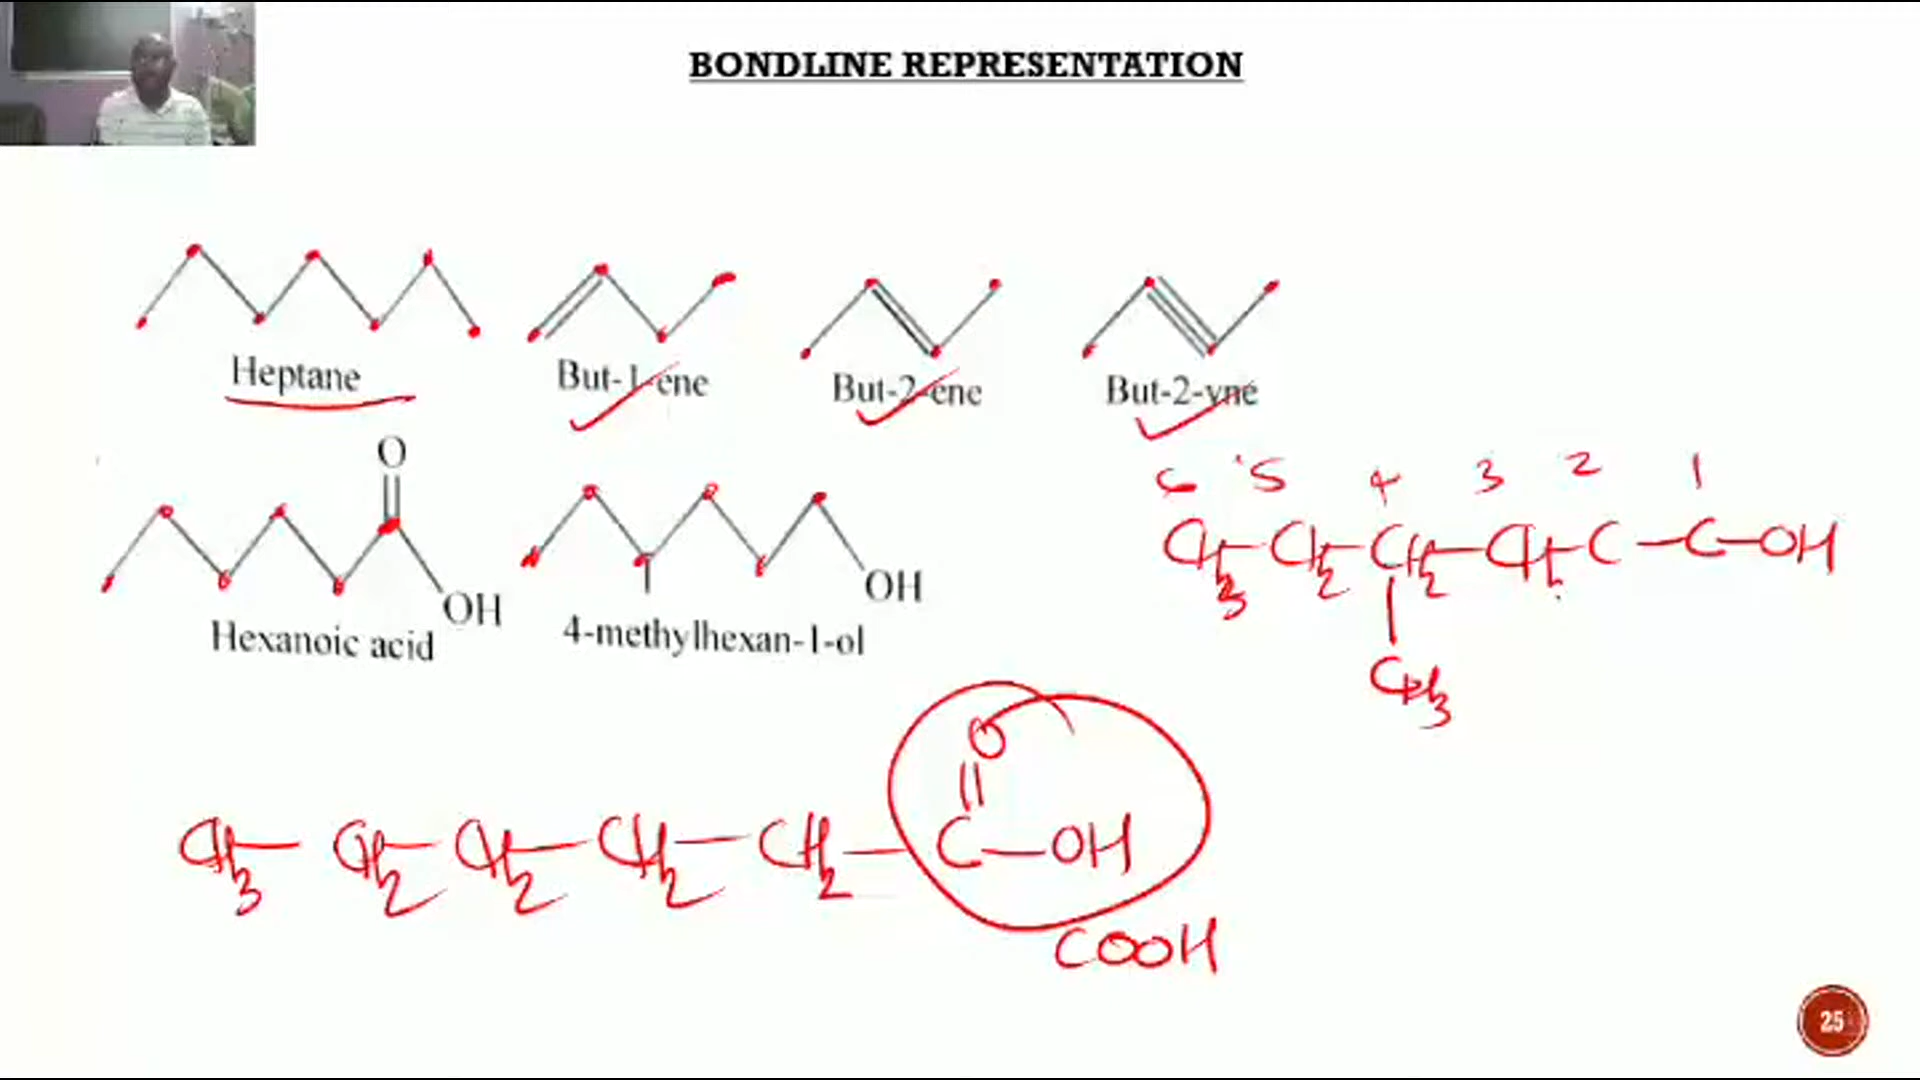 BONDLINE REPRESENTATION
Heptane
But-1-ene
But-2-ene
But-2-yne
O
OH
Hexanoic acid
OH
4-methylhexan-1-ol
6 5 4 3 2 1
CH3-CH2-CH2-CH2-C-C-OH
CH3
O
CH3-CH2-CH2-CH2-CH2-C-OH
COOH
25